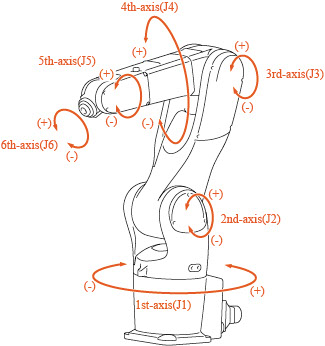 4th-axis(J4)
(+)
(+)
5th-axis(J5)
(+)
3rd-axis(J3)
(-)
(-)
(-)
(+)
6th-axis(J6)
(-)
(+)
2nd-axis(J2)
(-)
(-)
1st-axis(J1)
(+)